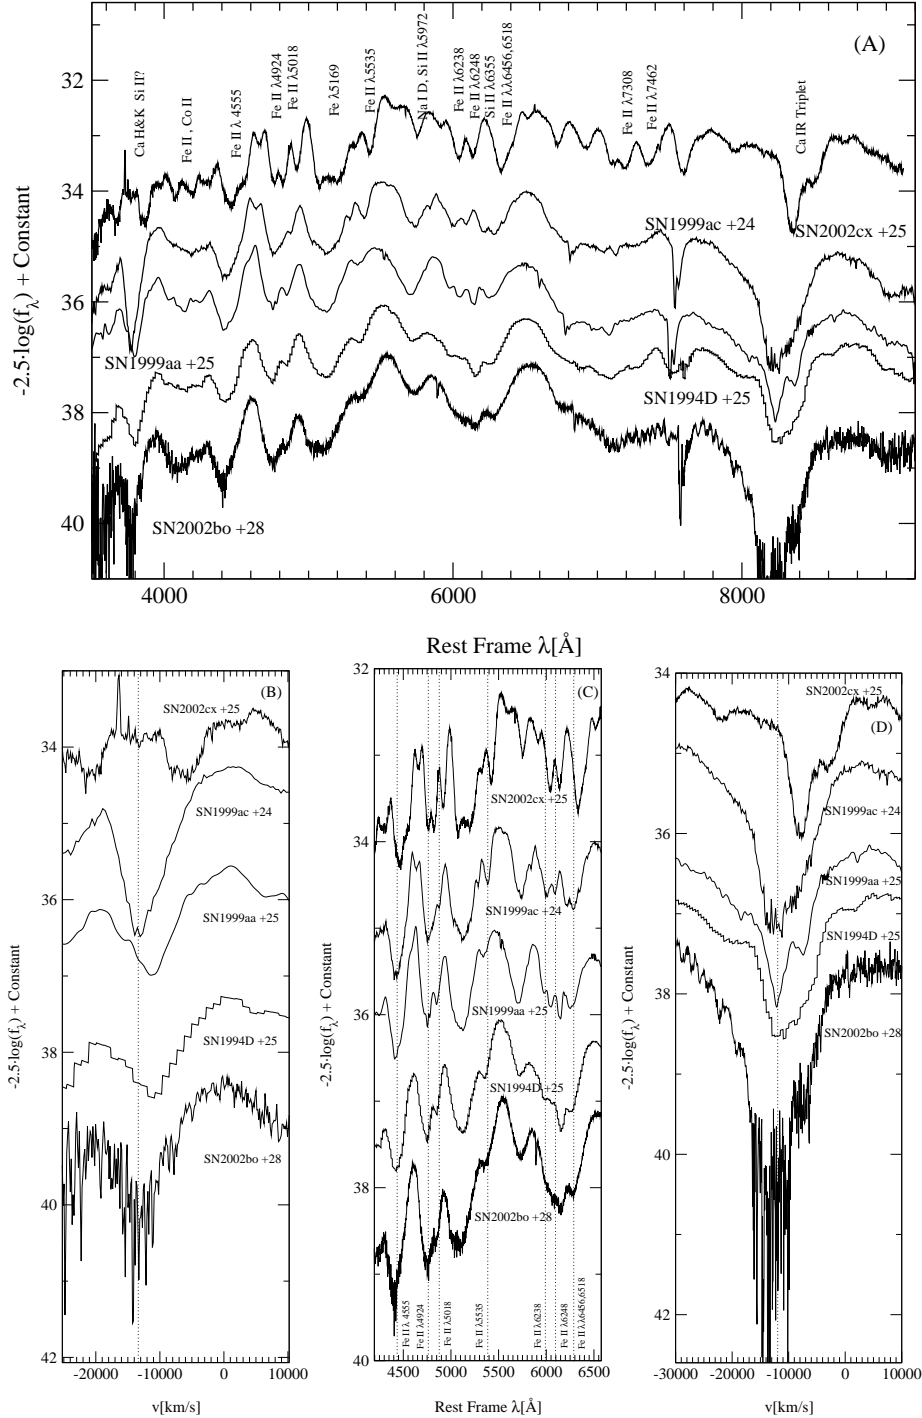 (A)
-2.5·log(f_λ) + Constant
32
34
36
38
40
Ca H&K Si II?
Fe II , Co II
Fe II λ 4555
Fe II λ4924
Fe II λ5018
Fe λ5169
Fe II λ5535
Na I D, Si II λ5972
Fe II λ6238
Fe II λ6248
Si II λ6355
Fe II λλ6456,6518
Fe II λ7308
Fe II λ7462
Ca IR Triplet
SN1999ac +24
SN2002cx +25
SN1999aa +25
SN1994D +25
SN2002bo +28
4000
6000
8000
Rest Frame λ[Å]
(B)
-2.5·log(f_λ) + Constant
34
36
38
40
42
SN2002cx +25
SN1999ac +24
SN1999aa +25
SN1994D +25
SN2002bo +28
-20000
-10000
0
10000
v[km/s]
(C)
-2.5·log(f_λ) + Constant
32
34
36
38
40
SN2002cx +25
SN1999ac +24
SN1999aa +25
SN1994D +25
SN2002bo +28
Fe II λ 4555
Fe II λ4924
Fe II λ5018
Fe II λ5535
Fe II λ6238
Fe II λ6248
Fe II λλ6456,6518
4500
5000
5500
6000
6500
Rest Frame λ[Å]
(D)
-2.5·log(f_λ) + Constant
34
36
38
40
42
SN2002cx +25
SN1999ac +24
SN1999aa +25
SN1994D +25
SN2002bo +28
-30000
-20000
-10000
0
10000
v[km/s]